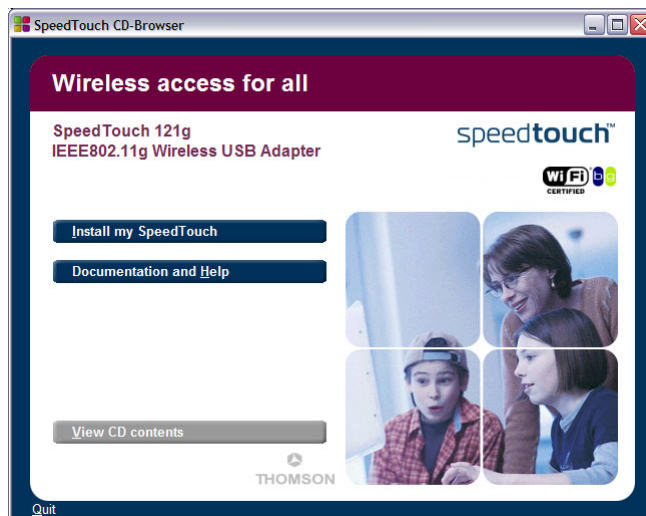 SpeedTouch CD-Browser
Wireless access for all
SpeedTouch 121g
IEEE802.11g Wireless USB Adapter
speedtouch™
Wi Fi b g
CERTIFIED
Install my SpeedTouch
Documentation and Help
View CD contents
THOMSON
Quit